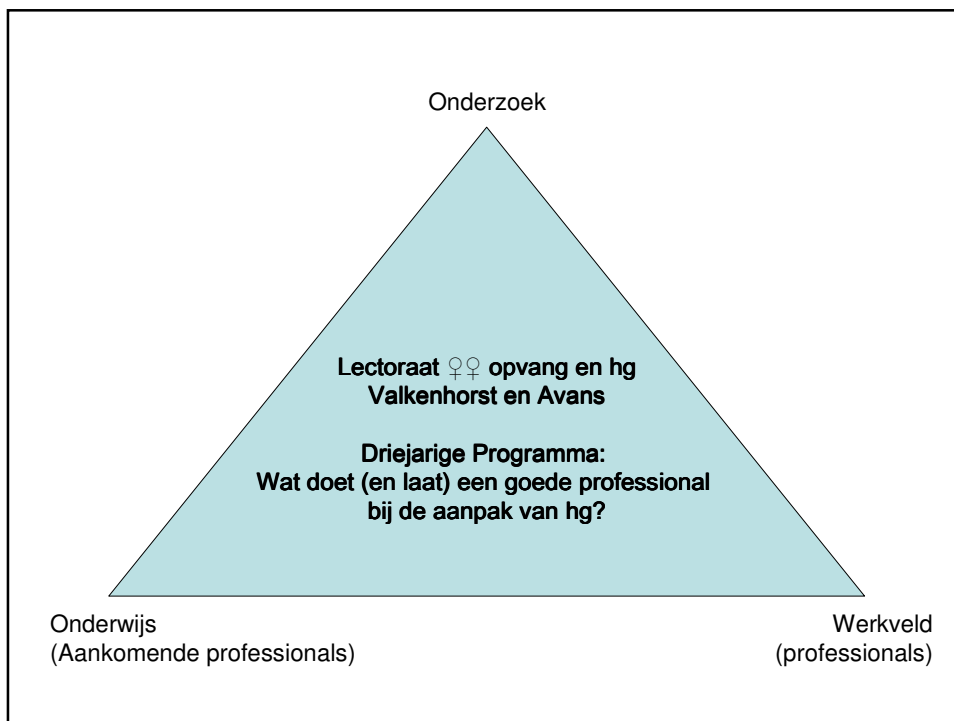 Onderzoek
Lectoraat ♀♀ opvang en hg
Valkenhorst en Avans
Driejarige Programma:
Wat doet (en laat) een goede professional
bij de aanpak van hg?
Onderwijs
(Aankomende professionals)
Werkveld
(professionals)